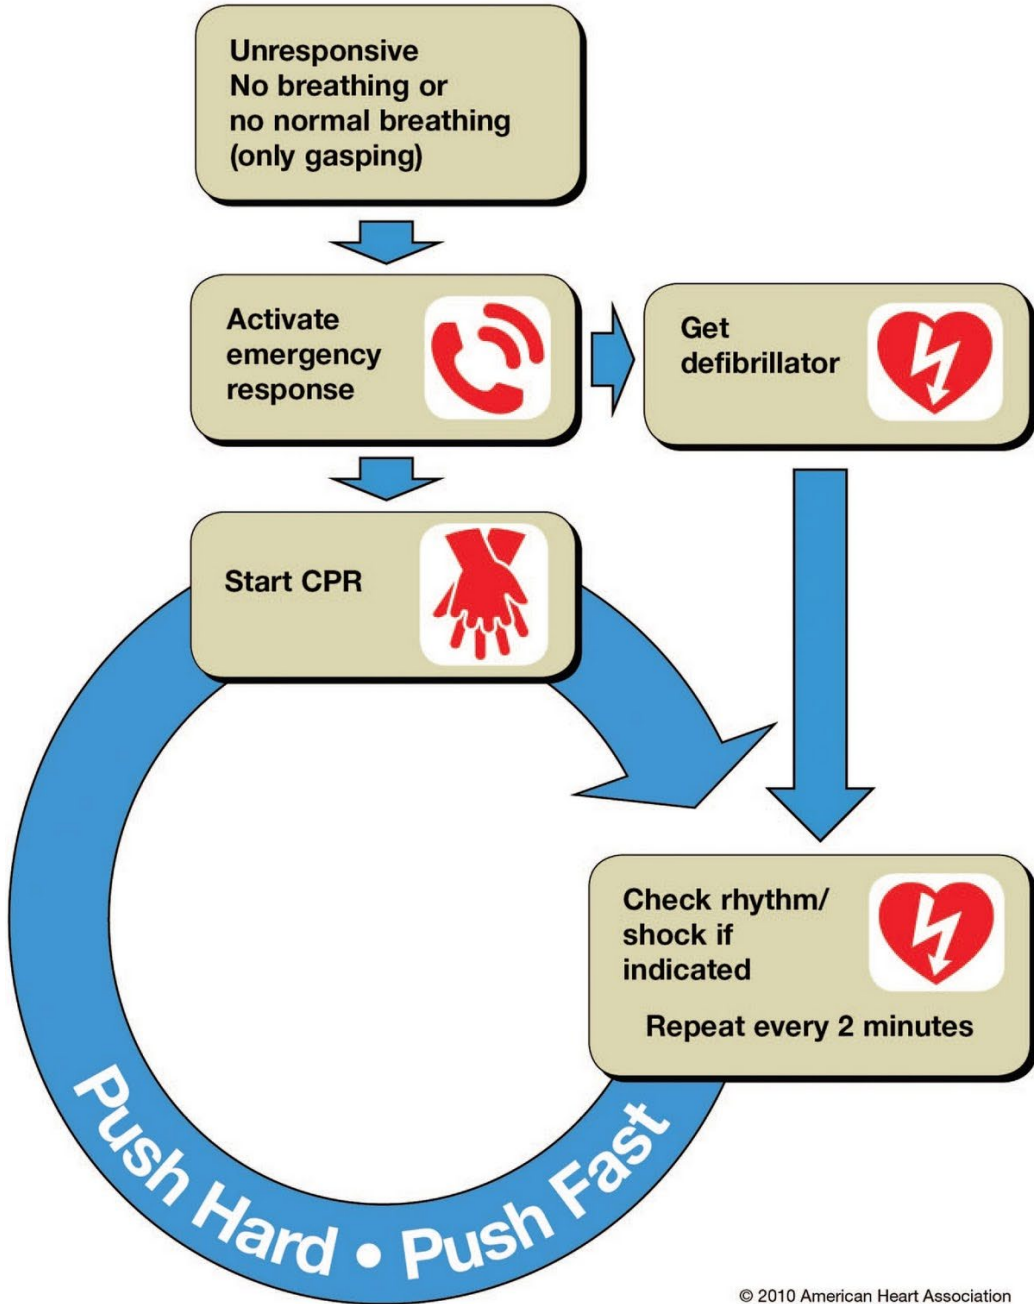 Unresponsive
No breathing or
no normal breathing
(only gasping)
Activate
emergency
response
Get
defibrillator
Start CPR
Check rhythm/
shock if
indicated
Repeat every 2 minutes
Push Hard • Push Fast
© 2010 American Heart Association